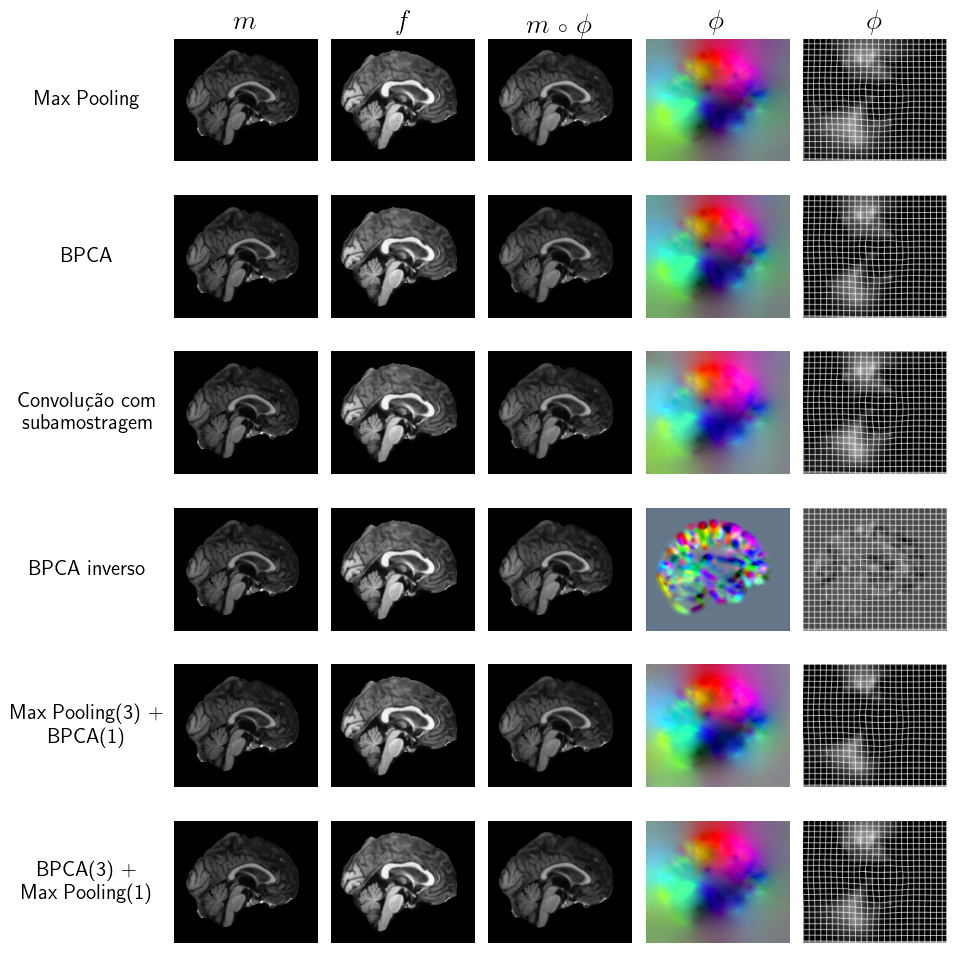 m f m ∘ ϕ ϕ ϕ
Max Pooling
BPCA
Convolução com
subamostragem
BPCA inverso
Max Pooling(3) +
BPCA(1)
BPCA(3) +
Max Pooling(1)